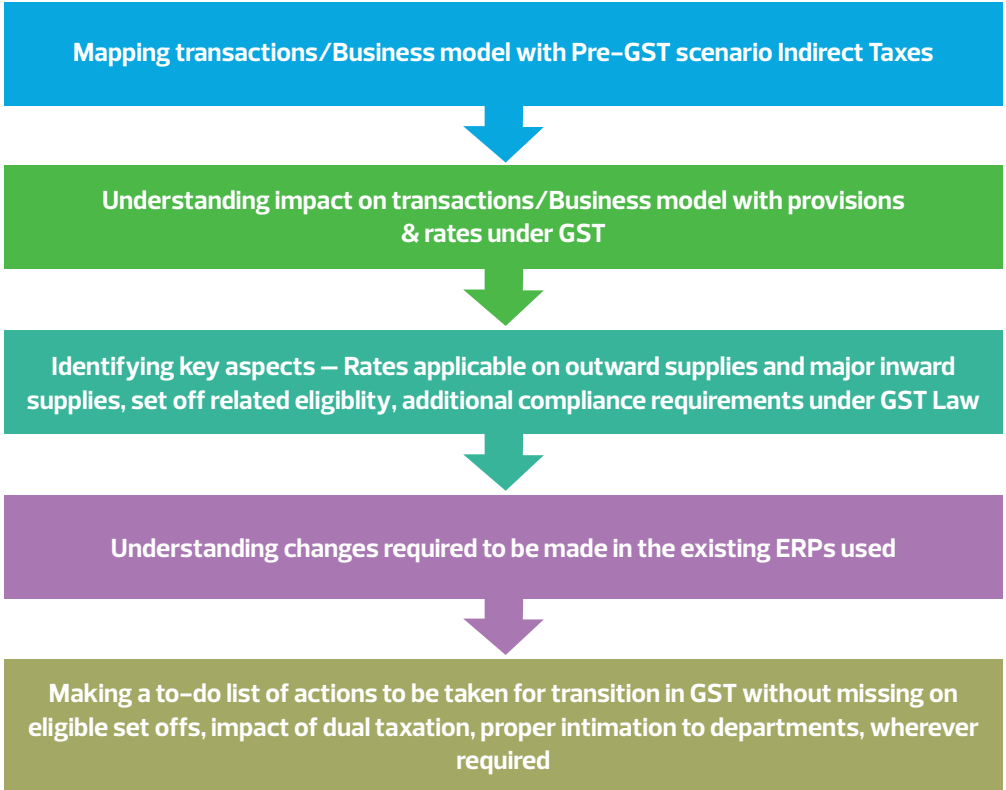 Mapping transactions/Business model with Pre-GST scenario Indirect Taxes
Understanding impact on transactions/Business model with provisions
& rates under GST
Identifying key aspects – Rates applicable on outward supplies and major inward
supplies, set off related eligiblity, additional compliance requirements under GST Law
Understanding changes required to be made in the existing ERPs used
Making a to-do list of actions to be taken for transition in GST without missing on
eligible set offs, impact of dual taxation, proper intimation to departments, wherever
required